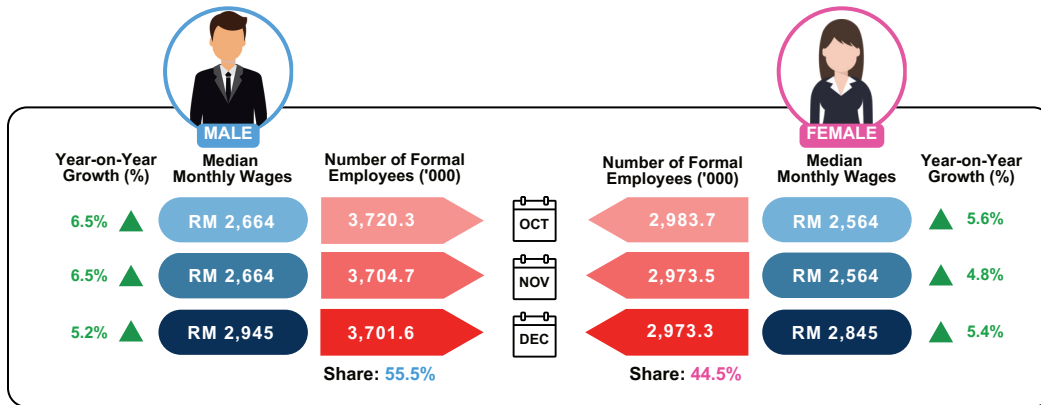 MALE
FEMALE
Year-on-Year
Growth (%)
Median
Monthly Wages
Number of Formal
Employees ('000)
Number of Formal
Employees ('000)
Median
Monthly Wages
Year-on-Year
Growth (%)
6.5% RM 2,664 3,720.3 OCT 2,983.7 RM 2,564 5.6%
6.5% RM 2,664 3,704.7 NOV 2,973.5 RM 2,564 4.8%
5.2% RM 2,945 3,701.6 DEC 2,973.3 RM 2,845 5.4%
Share: 55.5%
Share: 44.5%